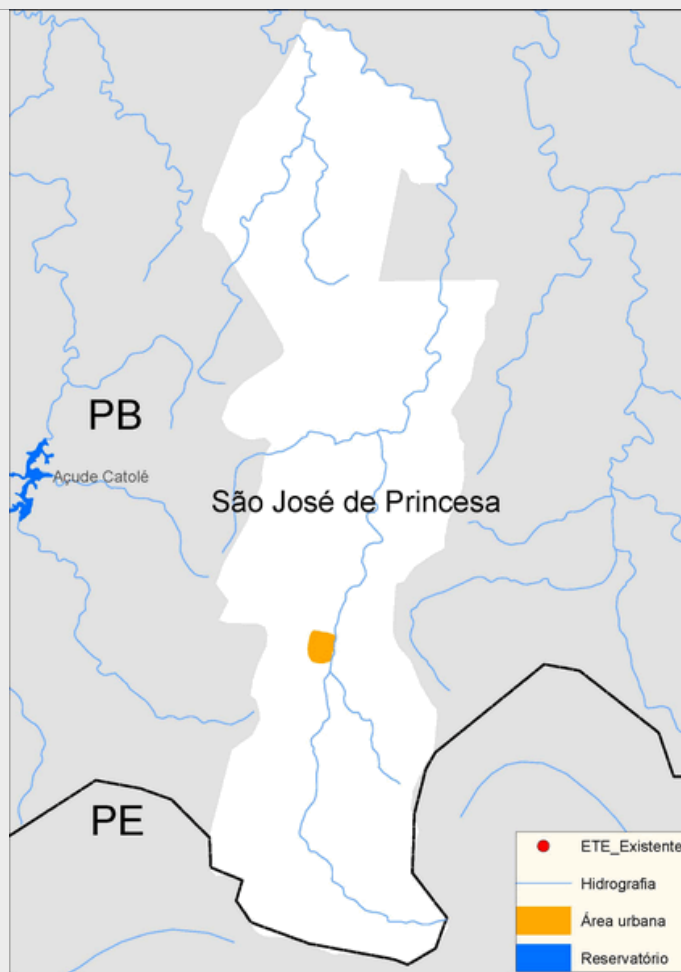 PB
Açude Catolé
São José de Princesa
PE
ETE_Existente
Hidrografia
Área urbana
Reservatório